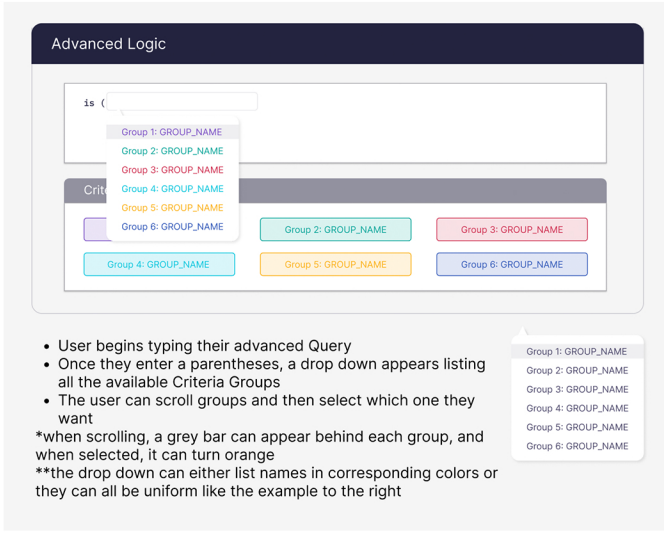 Advanced Logic
is (
Group 1: GROUP_NAME
Group 2: GROUP_NAME
Group 3: GROUP_NAME
Group 4: GROUP_NAME
Group 5: GROUP_NAME
Group 6: GROUP_NAME
Group 2: GROUP_NAME
Group 3: GROUP_NAME
Group 4: GROUP_NAME
Group 5: GROUP_NAME
Group 6: GROUP_NAME
• User begins typing their advanced Query
• Once they enter a parentheses, a drop down appears listing
all the available Criteria Groups
• The user can scroll groups and then select which one they
want
*when scrolling, a grey bar can appear behind each group, and
when selected, it can turn orange
**the drop down can either list names in corresponding colors or
they can all be uniform like the example to the right
Group 1: GROUP_NAME
Group 2: GROUP_NAME
Group 3: GROUP_NAME
Group 4: GROUP_NAME
Group 5: GROUP_NAME
Group 6: GROUP_NAME